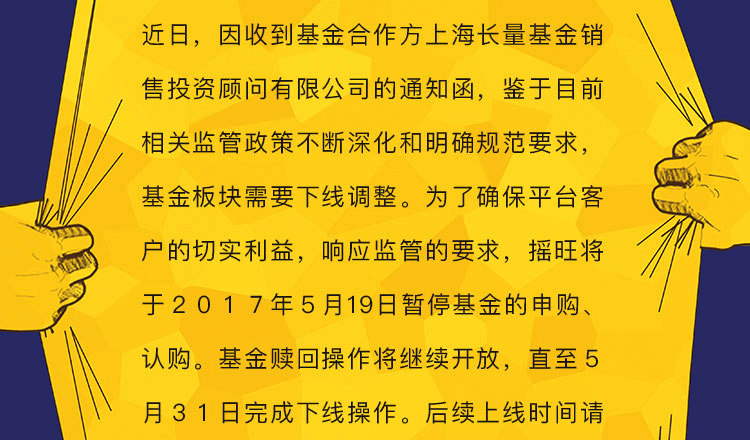 近日，因收到基金合作方上海长量基金销
售投资顾问有限公司的通知函，鉴于目前
相关监管政策不断深化和明确规范要求，
基金板块需要下线调整。为了确保平台客
户的切实利益，响应监管的要求，摇旺将
于２０１７年５月19日暂停基金的申购、
认购。基金赎回操作将继续开放，直至５
月３１日完成下线操作。后续上线时间请